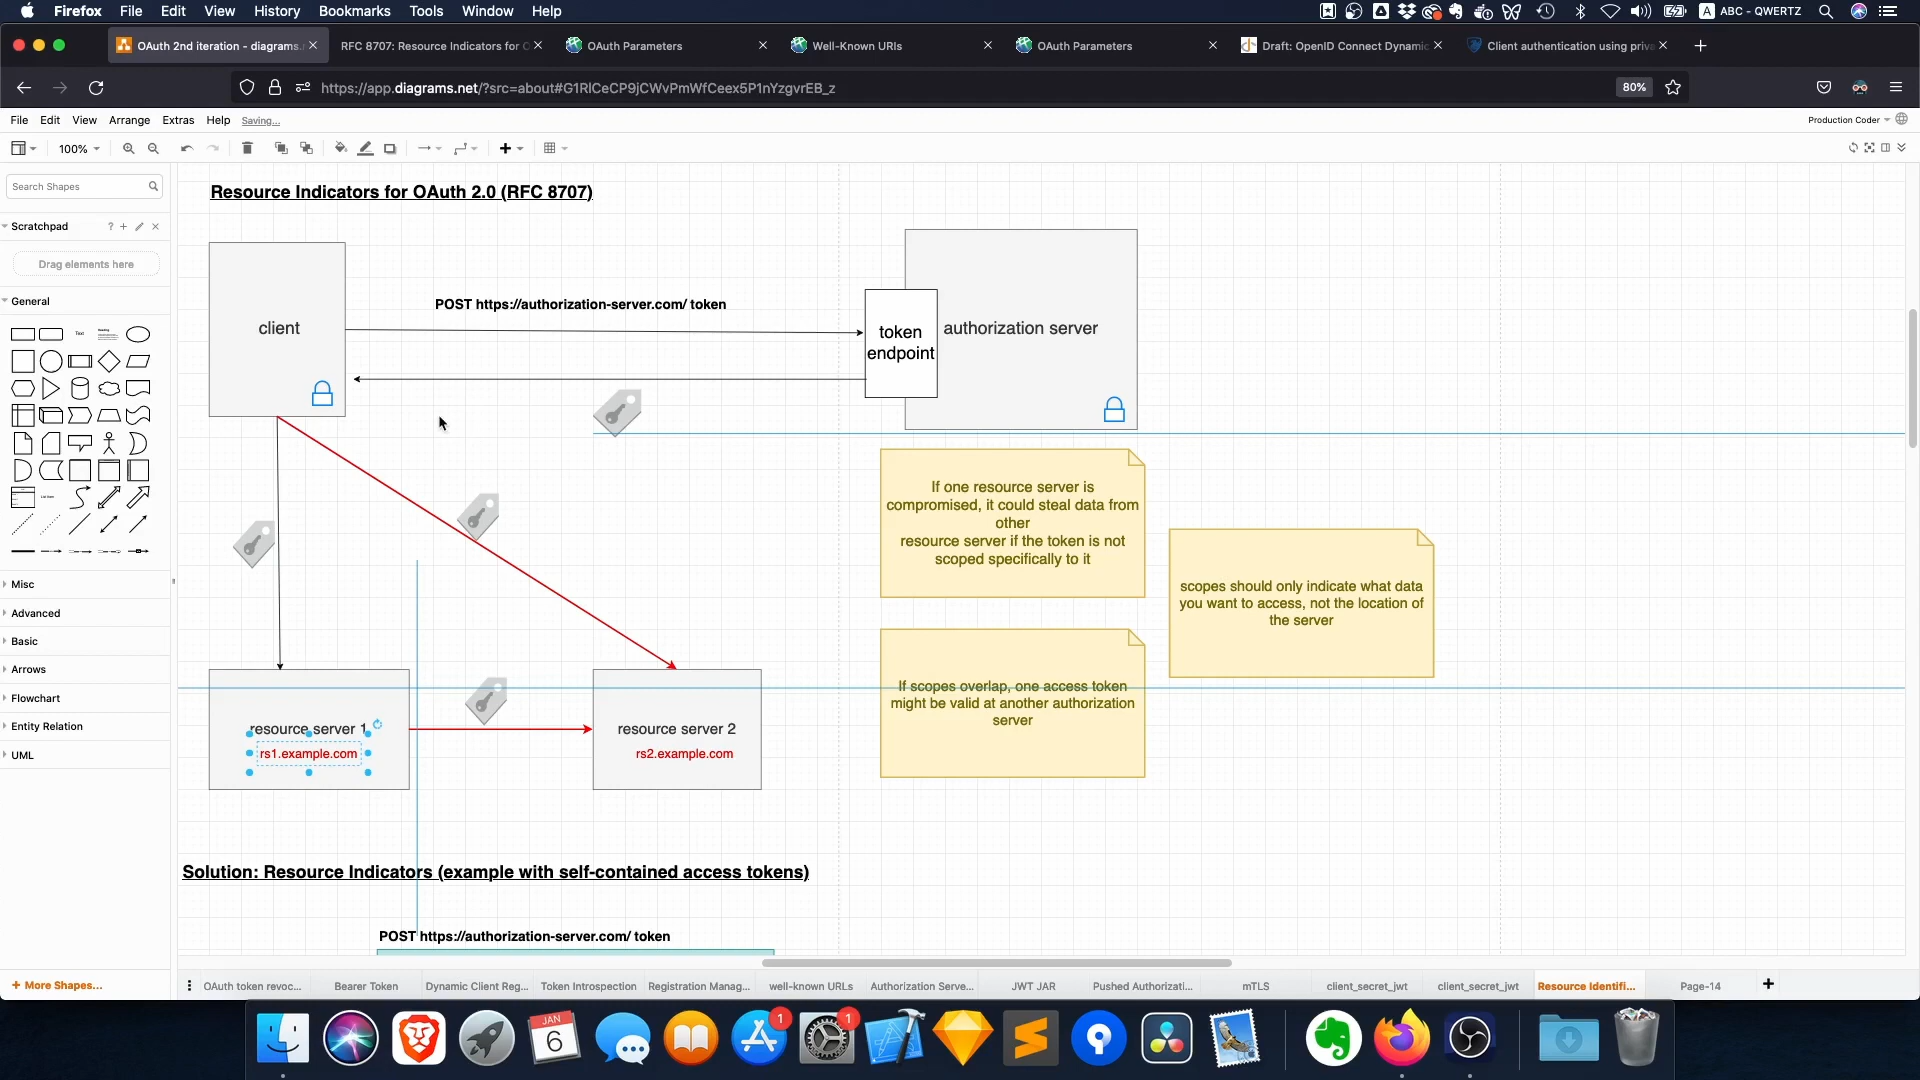 Firefox File Edit View History Bookmarks Tools Window Help
A ABC - QWERTZ
OAuth 2nd iteration - diagrams.
RFC 8707: Resource Indicators for O
OAuth Parameters
Well-Known URIs
OAuth Parameters
Draft: OpenID Connect Dynamic
Client authentication using priva
https://app.diagrams.net/?src=about#G1RlCeCP9jCWvPmWfCeex5P1nYzgvrEB_z
80%
File Edit View Arrange Extras Help Saving...
Production Coder
100%
Search Shapes
Scratchpad
Drag elements here
General
Text
Heading
List Item
Misc
Advanced
Basic
Arrows
Flowchart
Entity Relation
UML
+ More Shapes...
Resource Indicators for OAuth 2.0 (RFC 8707)
client
POST https://authorization-server.com/ token
token
endpoint
authorization server
If one resource server is
compromised, it could steal data from
other
resource server if the token is not
scoped specifically to it
scopes should only indicate what data
you want to access, not the location of
the server
If scopes overlap, one access token
might be valid at another authorization
server
resource server 1
rs1.example.com
resource server 2
rs2.example.com
Solution: Resource Indicators (example with self-contained access tokens)
POST https://authorization-server.com/ token
OAuth token revoc...
Bearer Token
Dynamic Client Reg...
Token Introspection
Registration Manag...
well-known URLs
Authorization Serve...
JWT JAR
Pushed Authorizati...
mTLS
client_secret_jwt
client_secret_jwt
Resource Identifi...
Page-14
JAN
6
1
1